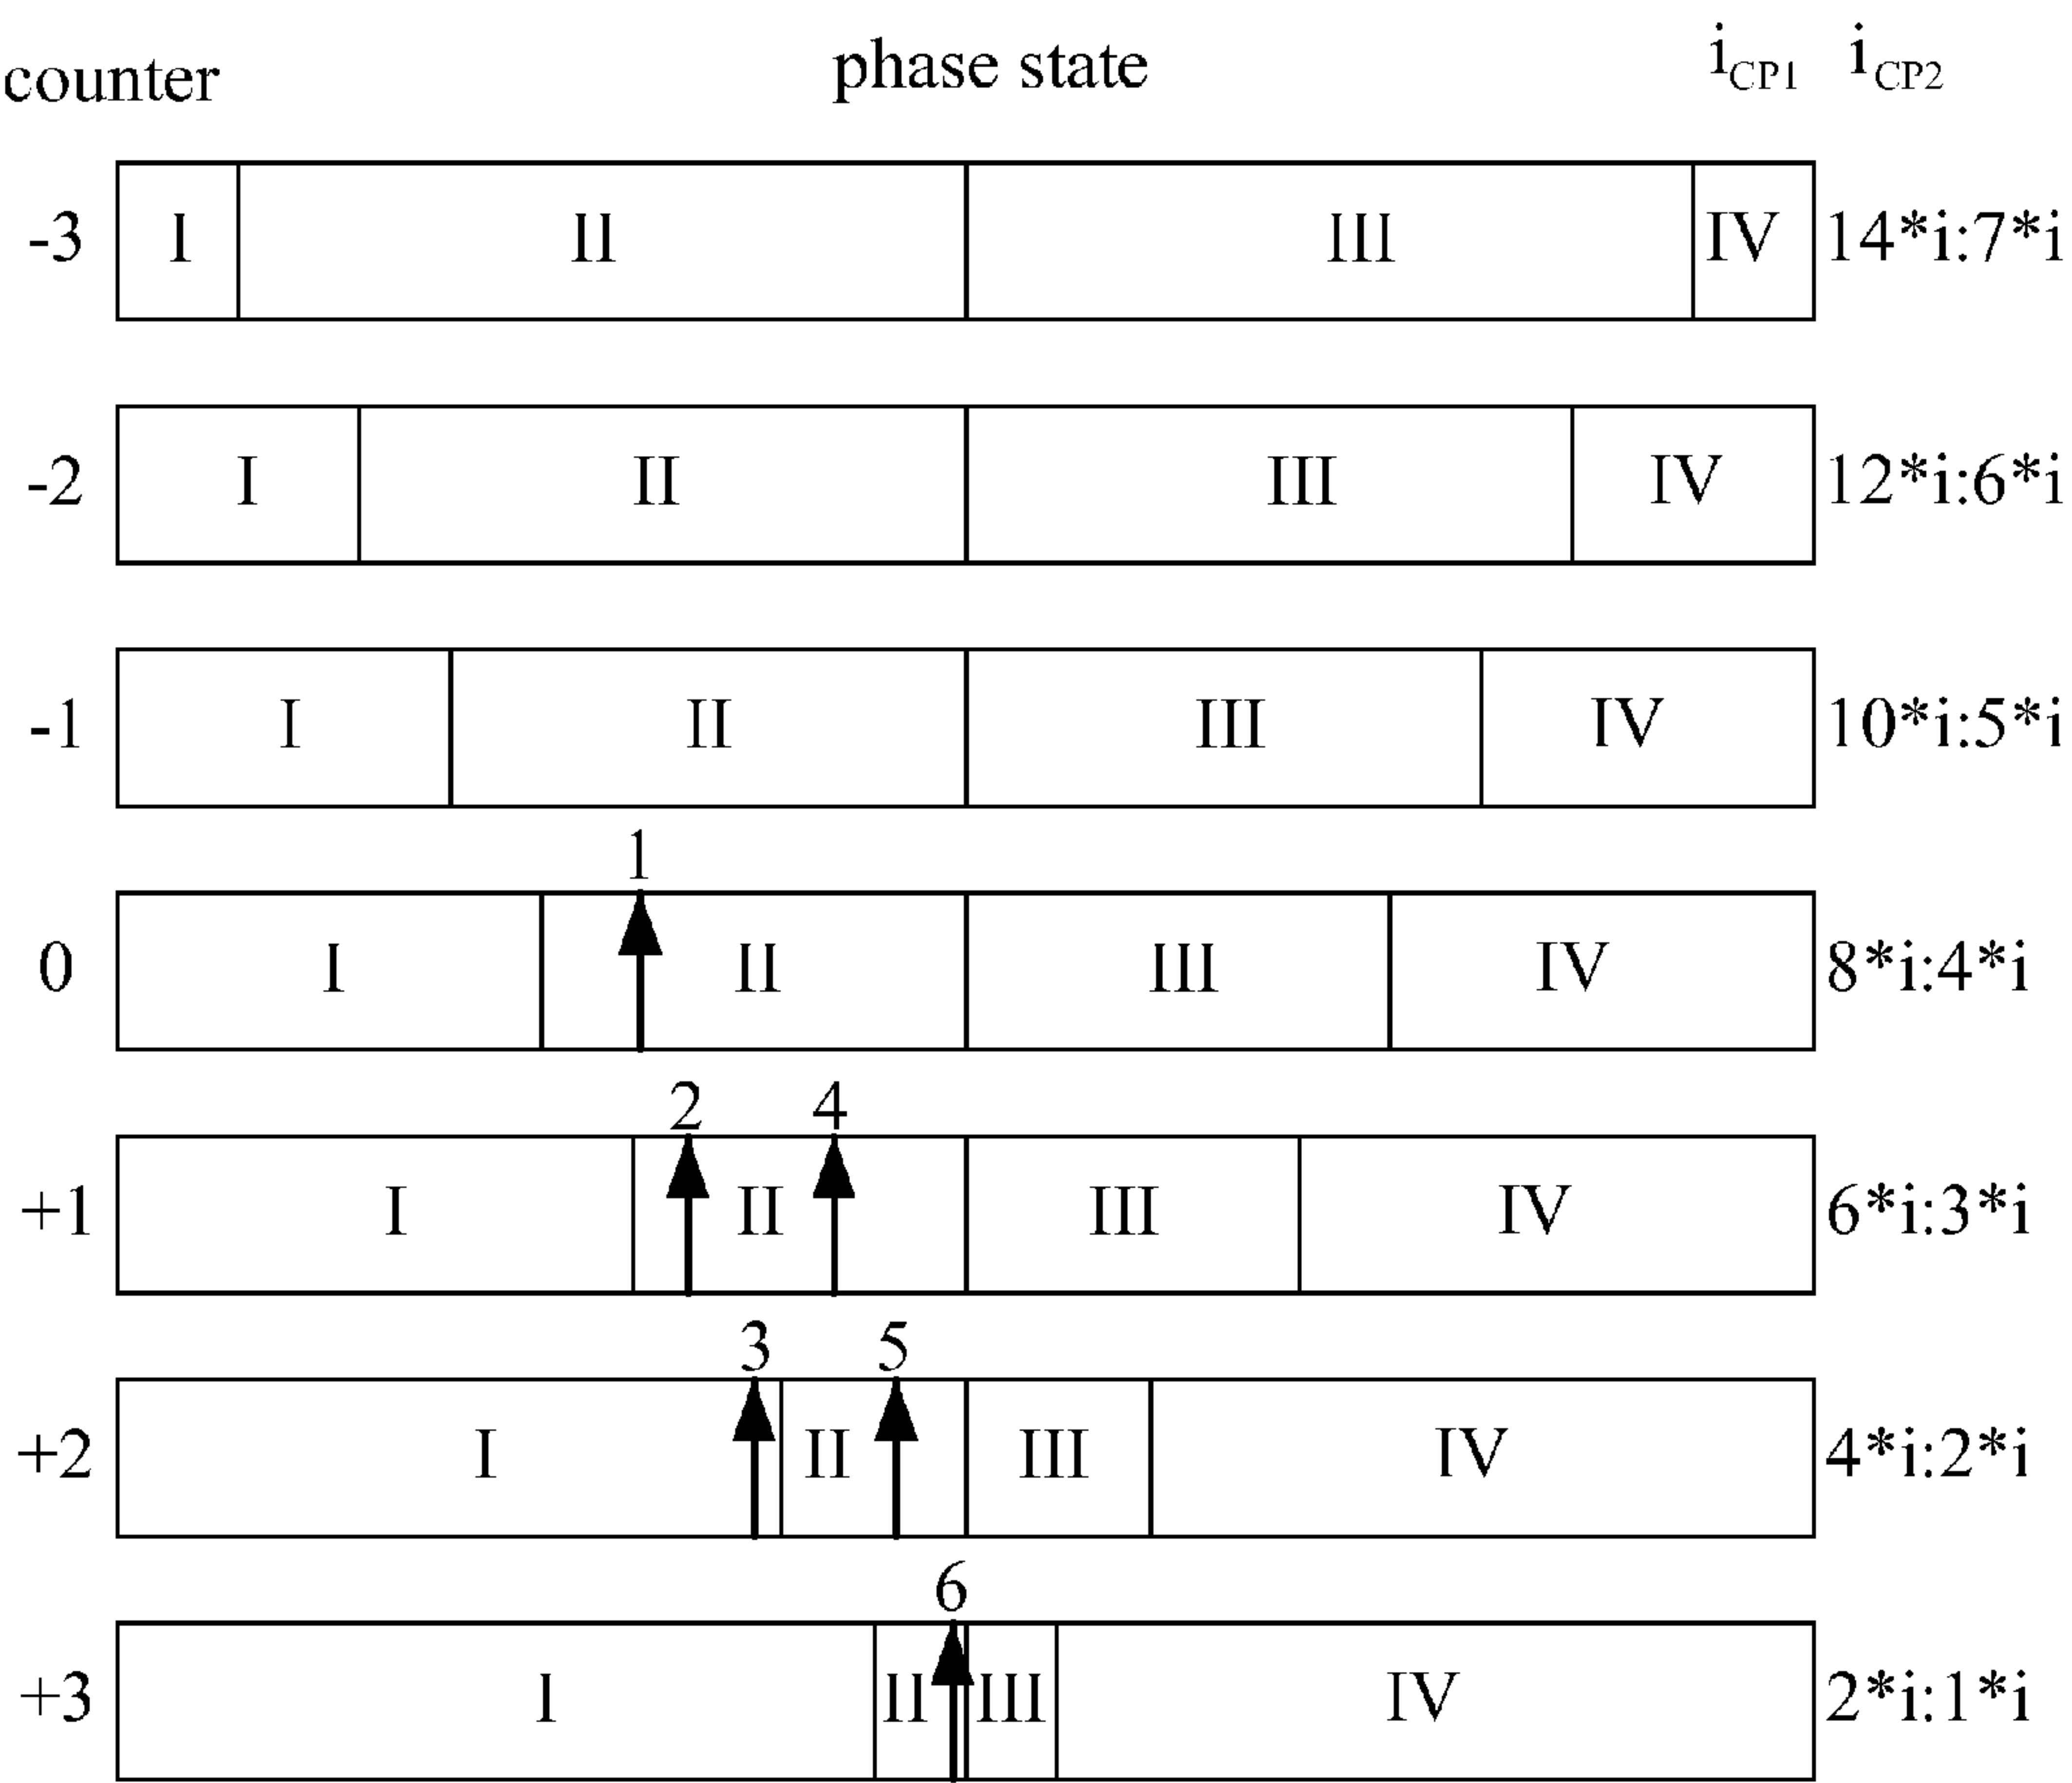 counter phase state iCP1 iCP2
-3 I II III IV 14*i:7*i
-2 I II III IV 12*i:6*i
-1 I II III IV 10*i:5*i
1
0 I II III IV 8*i:4*i
2 4
+1 I II III IV 6*i:3*i
3 5
+2 I II III IV 4*i:2*i
6
+3 I II III IV 2*i:1*i